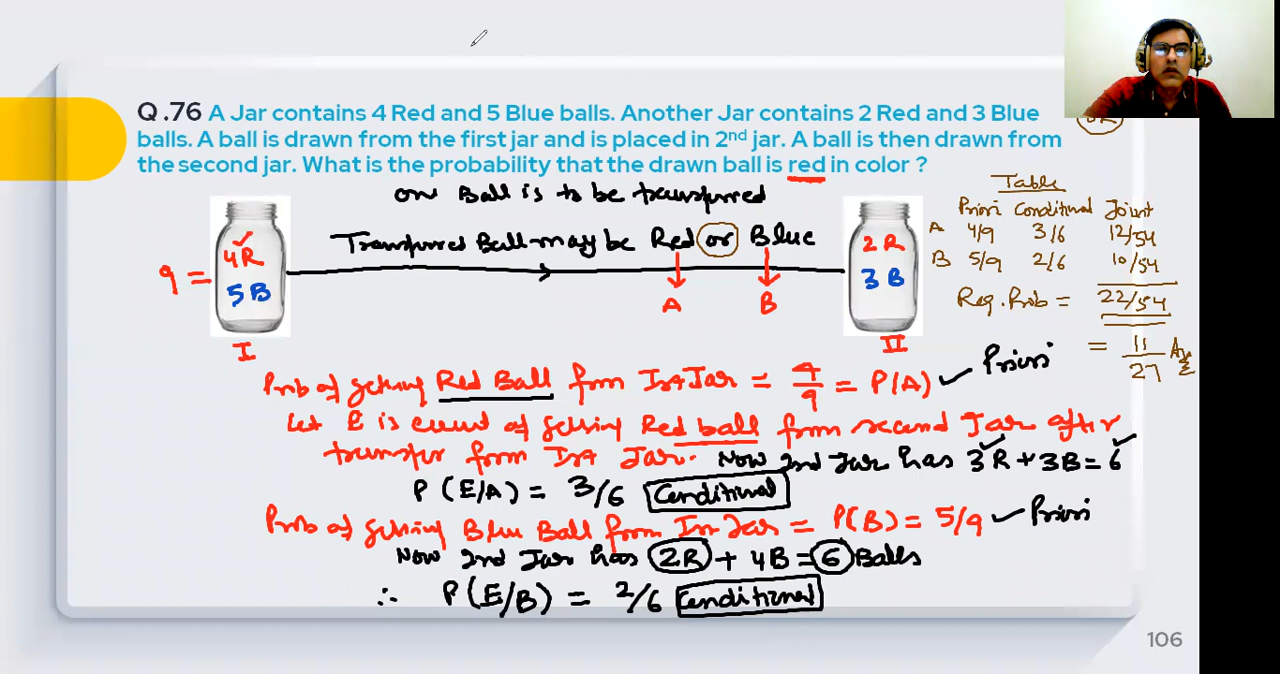 Q.76 A Jar contains 4 Red and 5 Blue balls. Another Jar contains 2 Red and 3 Blue
balls. A ball is drawn from the first jar and is placed in 2nd jar. A ball is then drawn from
the second jar. What is the probability that the drawn ball is red in color ?
on Ball is to be transferred
Transferred Ball may be Red or Blue
A
B
9 =
4R
5B
I
2R
3B
II
OR
Table
Priori Conditional Joint
A 4/9 3/6 12/54
B 5/9 2/6 10/54
Req. Prob = 22/54
= 11/27 Ans
Prob of getting Red Ball from Ist Jar = 4/9 = P(A) ✓ Priori
Let E is event of getting Red ball from second Jar after
transfer from Ist Jar. Now 2nd Jar has 3R + 3B = 6
P(E/A) = 3/6 Conditional
Prob of getting Blue Ball from Ist Jar = P(B) = 5/9 ✓ Priori
Now 2nd Jar has 2R + 4B = 6 Balls
∴ P(E/B) = 2/6 Conditional
106